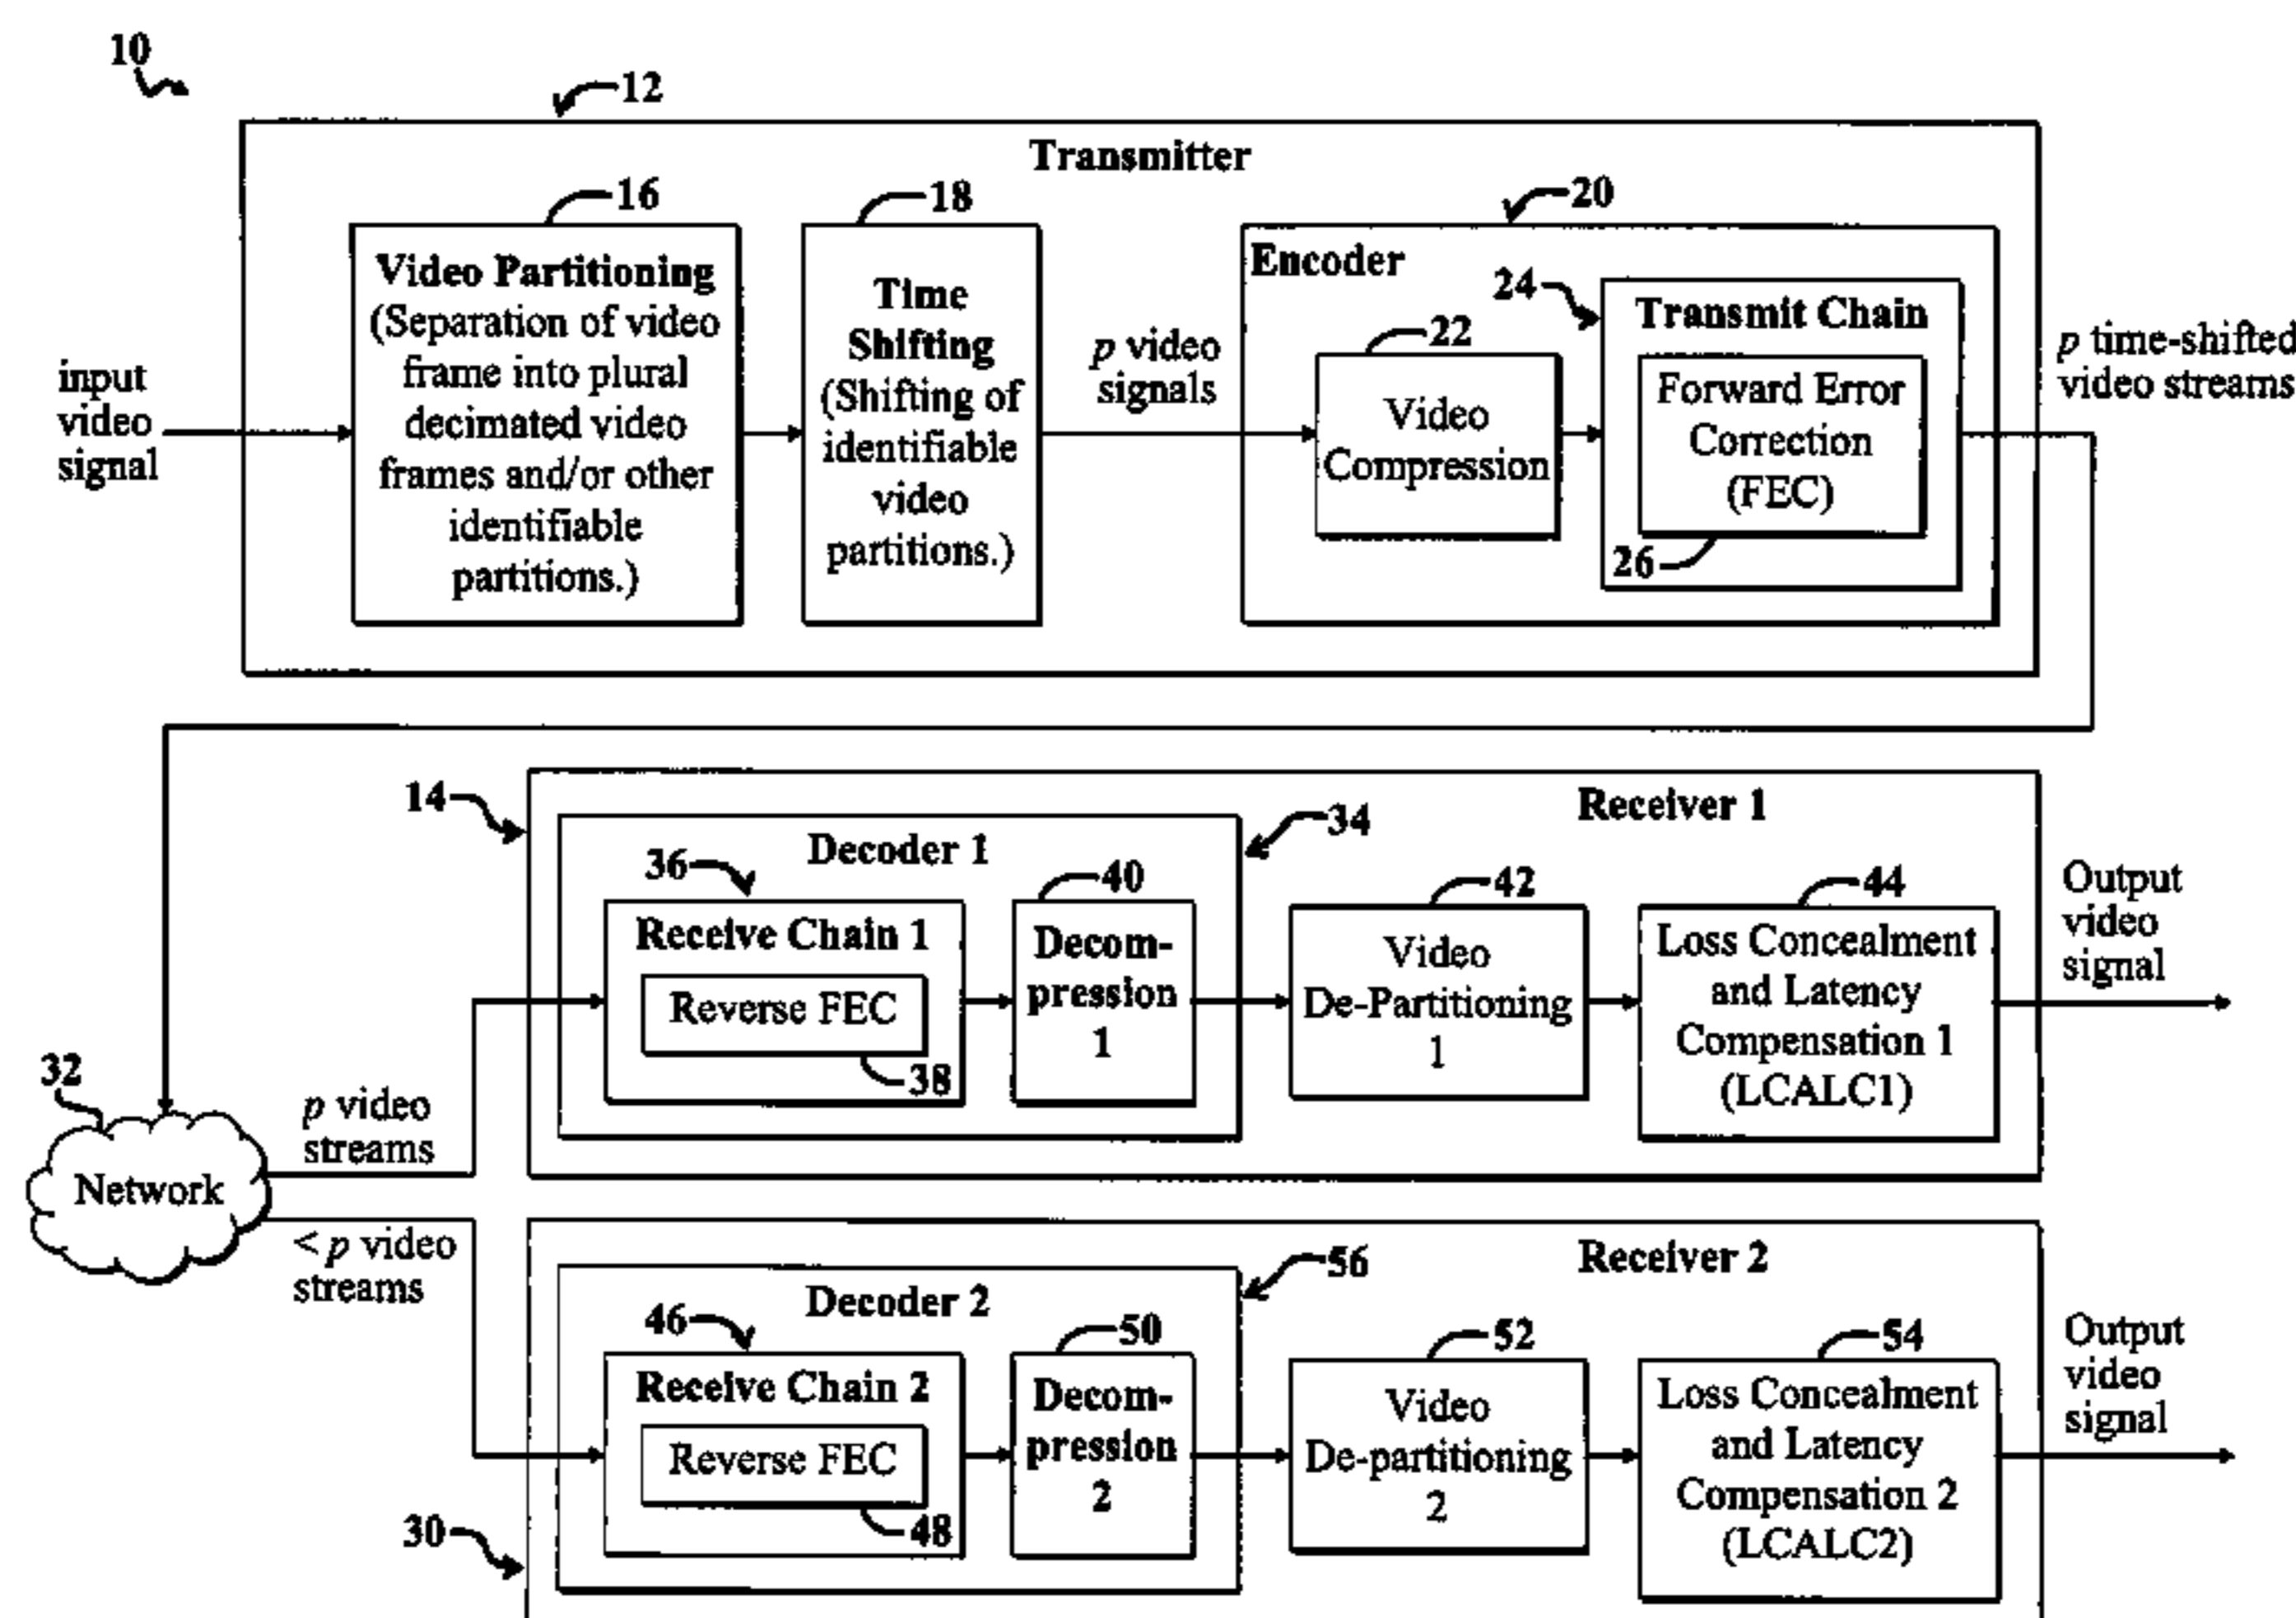 10
12
Transmitter
16
Video Partitioning
(Separation of video
frame into plural
decimated video
frames and/or other
identifiable
partitions.)
18
Time
Shifting
(Shifting of
identifiable
video
partitions.)
20
Encoder
22
Video
Compression
24
Transmit Chain
Forward Error
Correction
(FEC)
26
input
video
signal
p video
signals
p time-shifted
video streams
14
Receiver 1
34
Decoder 1
36
Receive Chain 1
Reverse FEC
38
40
Decom-
pression
1
42
Video
De-Partitioning
1
44
Loss Concealment
and Latency
Compensation 1
(LCALC1)
Output
video
signal
32
Network
p video
streams
< p video
streams
30
Receiver 2
56
Decoder 2
46
Receive Chain 2
Reverse FEC
48
50
Decom-
pression
2
52
Video
De-partitioning
2
54
Loss Concealment
and Latency
Compensation 2
(LCALC2)
Output
video
signal